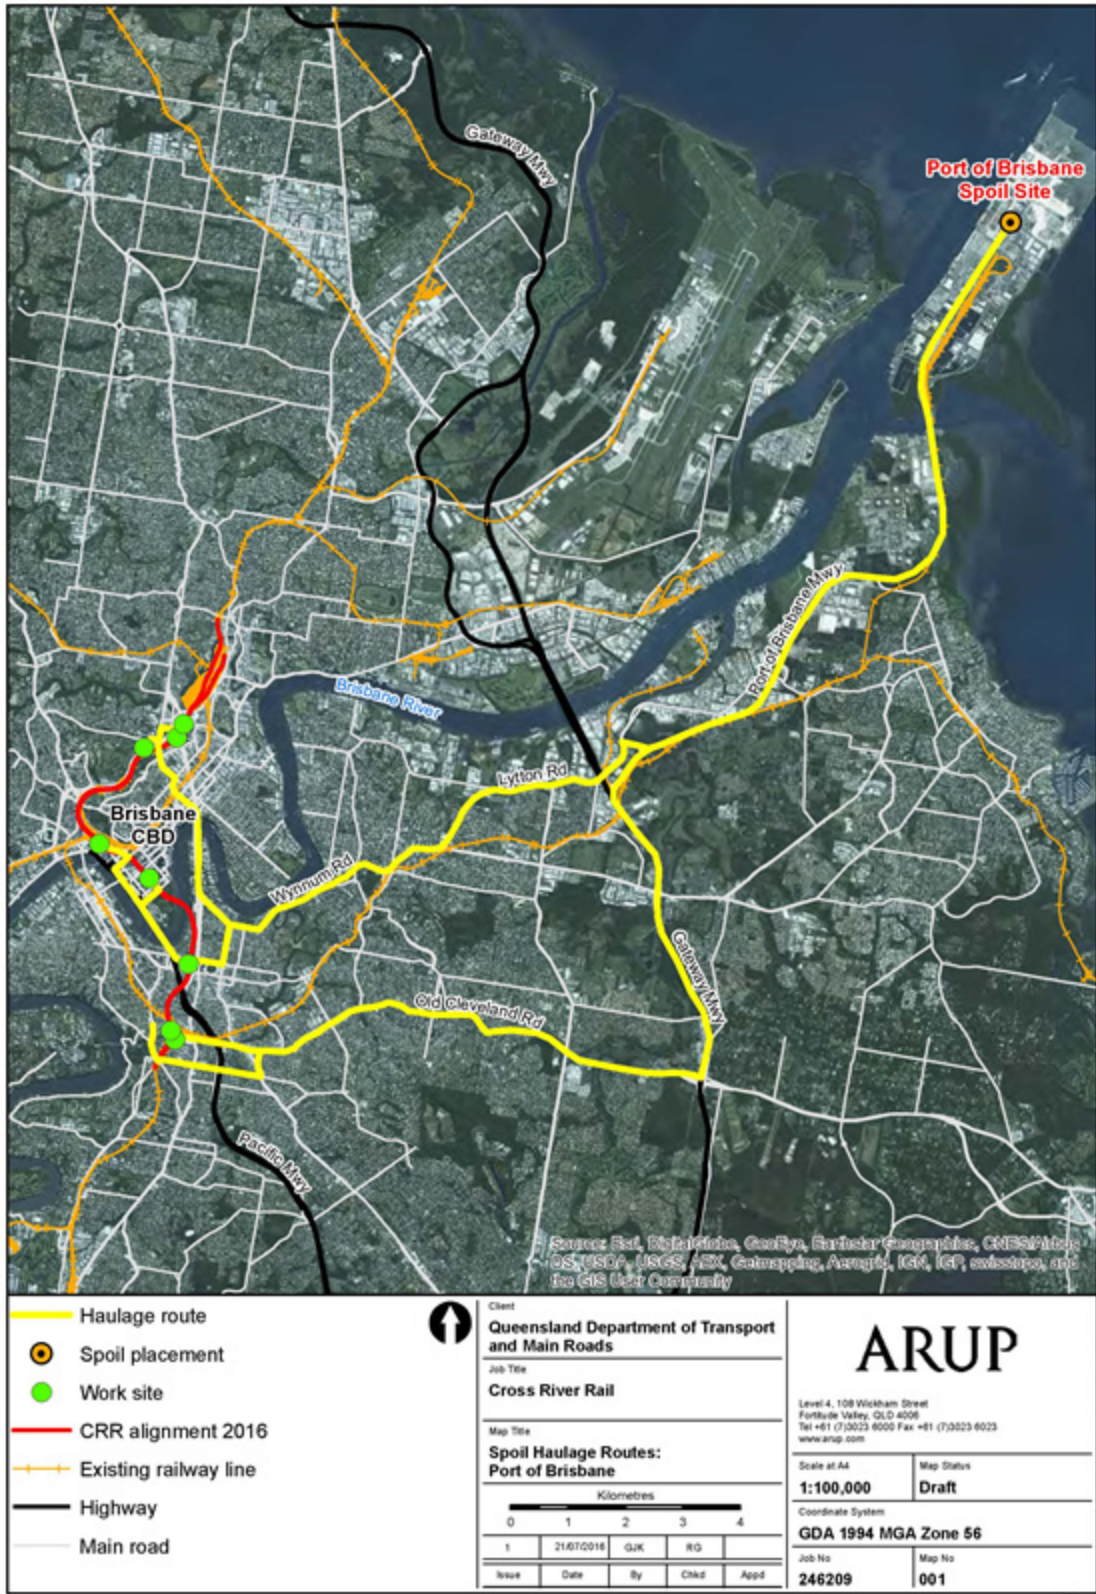 Gateway Mwy
Port of Brisbane
Spoil Site
Port of Brisbane Mwy
Brisbane River
Lytton Rd
Brisbane
CBD
Wynnum Rd
Gateway Mwy
Old Cleveland Rd
Pacific Mwy
Source: Esri, DigitalGlobe, GeoEye, Earthstar Geographics, CNES/Airbus
DS, USDA, USGS, AEX, Getmapping, Aerogrid, IGN, IGP, swisstopo, and
the GIS User Community
Haulage route
Spoil placement
Work site
CRR alignment 2016
Existing railway line
Highway
Main road
Client
Queensland Department of Transport
and Main Roads
Job Title
Cross River Rail
Map Title
Spoil Haulage Routes:
Port of Brisbane
Kilometres
0 1 2 3 4
1 21/07/2016 GJK RG
Issue Date By Chkd Appd
ARUP
Level 4, 108 Wickham Street
Fortitude Valley, QLD 4006
Tel +61 (7)3023 6000 Fax +61 (7)3023 6023
www.arup.com
Scale at A4
1:100,000
Map Status
Draft
Coordinate System
GDA 1994 MGA Zone 56
Job No
246209
Map No
001